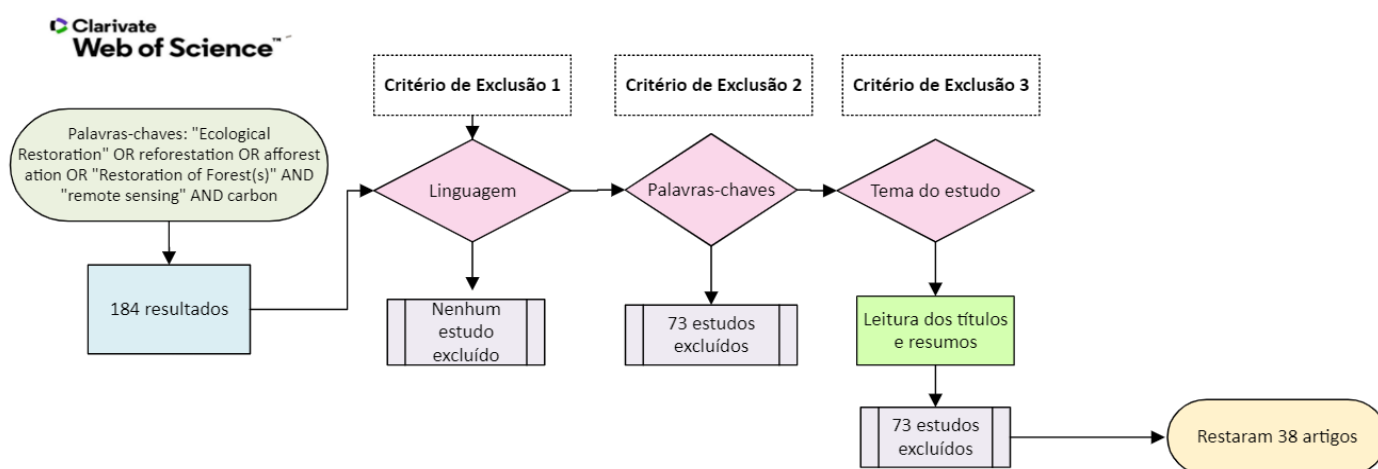 Clarivate
Web of Science™
Critério de Exclusão 1
Critério de Exclusão 2
Critério de Exclusão 3
Palavras-chaves: "Ecological
Restoration" OR reforestation OR afforest
ation OR "Restoration of Forest(s)" AND
"remote sensing" AND carbon
Linguagem
Palavras-chaves
Tema do estudo
184 resultados
Nenhum
estudo
excluído
73 estudos
excluídos
Leitura dos títulos
e resumos
73 estudos
excluídos
Restaram 38 artigos